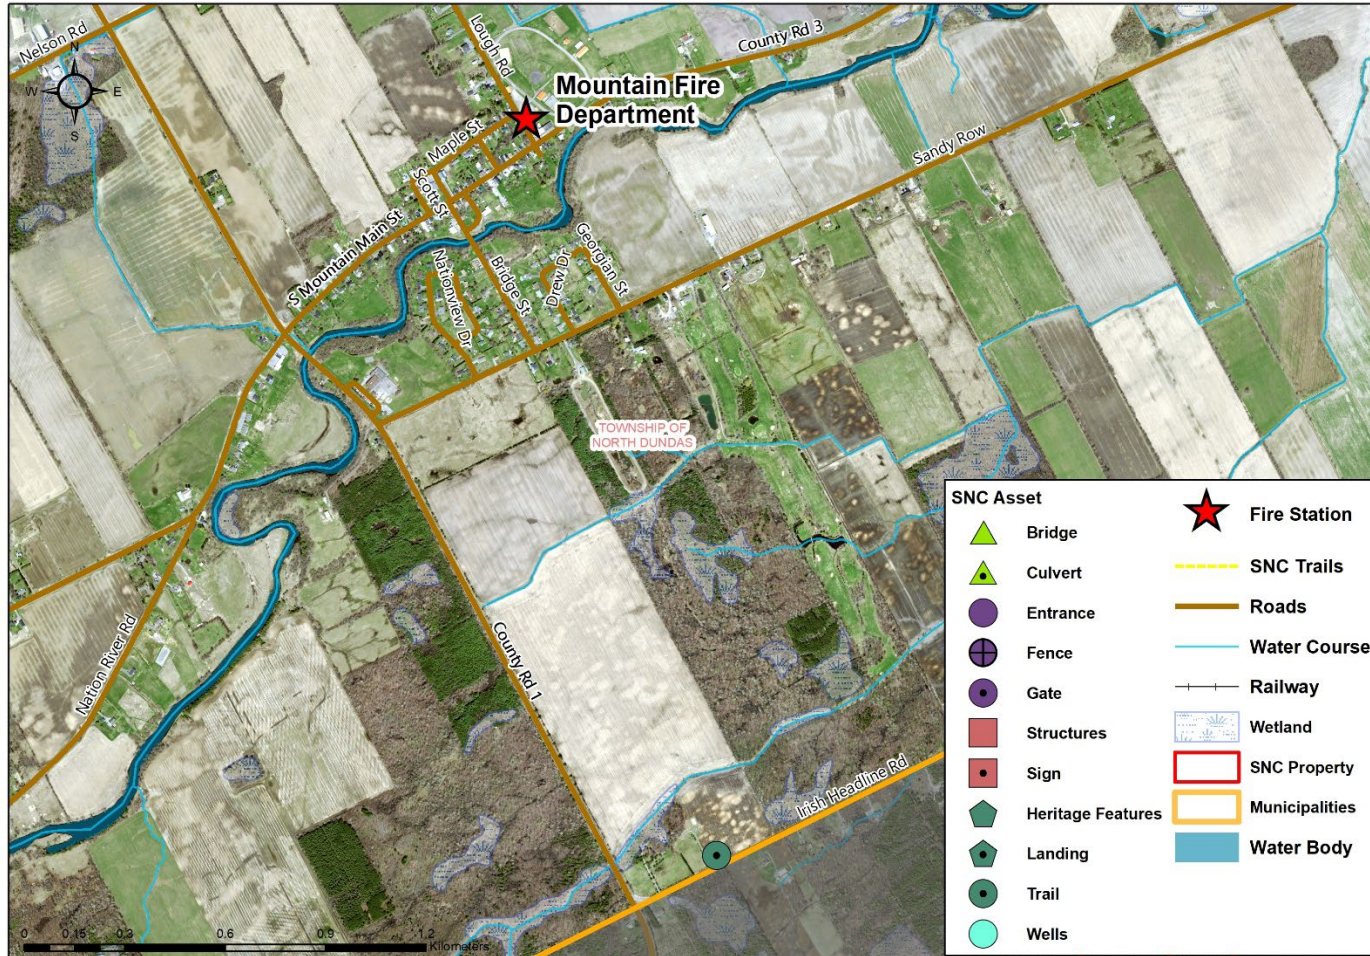 Nelson Rd
N
W
E
S
Lough Rd
County Rd 3
Mountain Fire
Department
Maple St
Scott St
Sandy Row
S Mountain Main St
Nationview Dr
Bridge St
Drew Dr
Georgian St
TOWNSHIP OF
NORTH DUNDAS
Nation River Rd
County Rd 1
Irish Headline Rd
0 0.15 0.3 0.6 0.9 1.2
Kilometers
SNC Asset
Bridge
Culvert
Entrance
Fence
Gate
Structures
Sign
Heritage Features
Landing
Trail
Wells
Fire Station
SNC Trails
Roads
Water Course
Railway
Wetland
SNC Property
Municipalities
Water Body